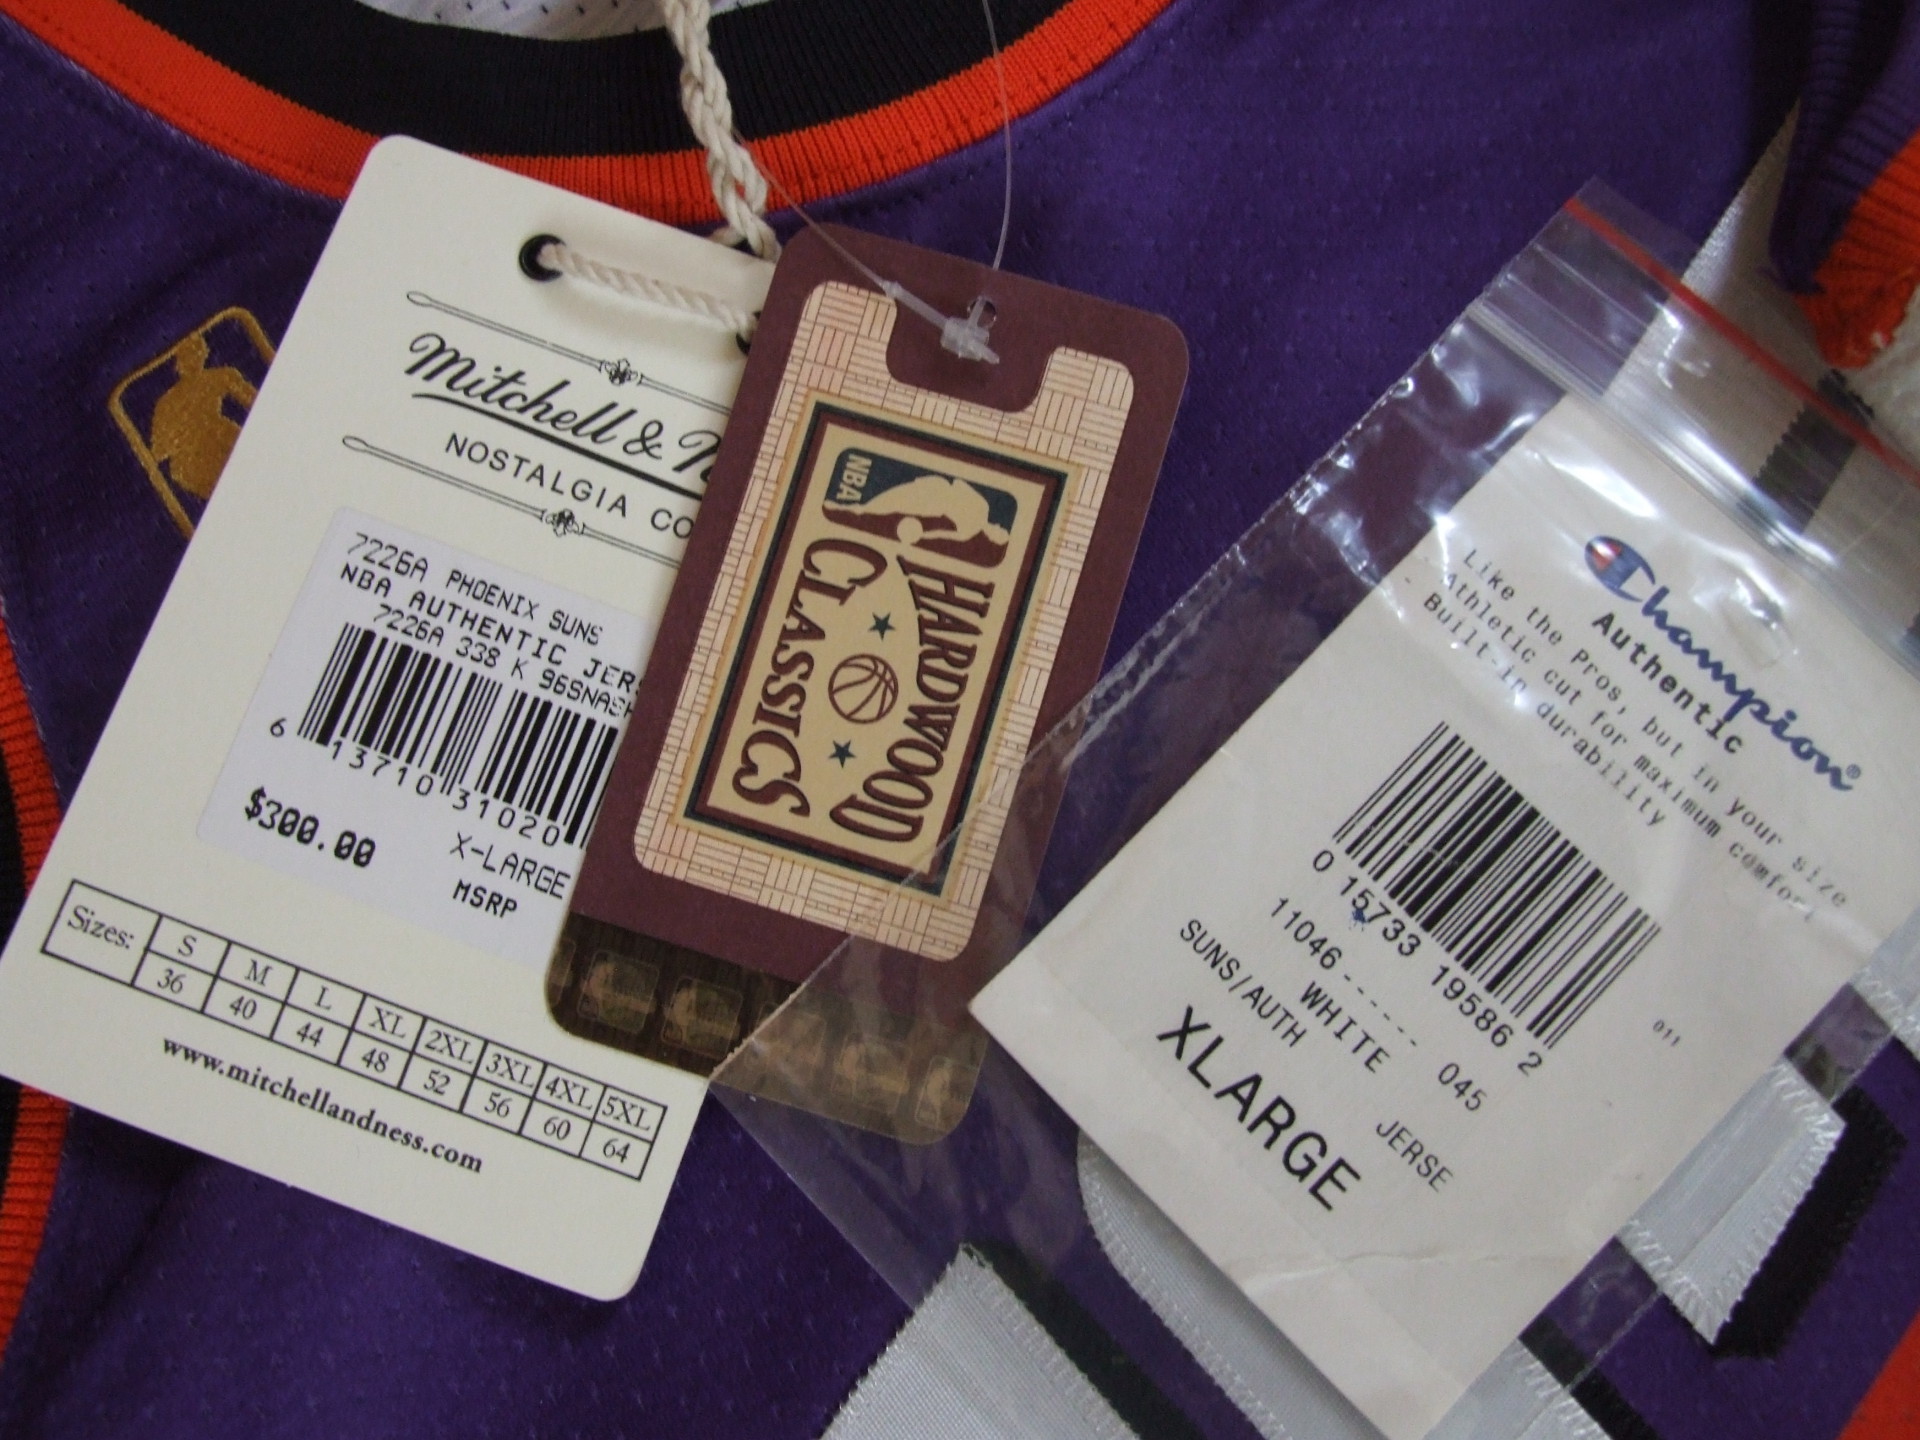 Mitchell &
NOSTALGIA CO
7226A PHOENIX SUNS
NBA AUTHENTIC JERS
7226A 338 K 96SNASH
6 13710 31020
$300.00
X-LARGE
MSRP
Sizes: S M L XL 2XL 3XL 4XL 5XL
36 40 44 48 52 56 60 64
www.mitchellandness.com
NBA
HARDWOOD
CLASSICS
Champion®
Authentic
Like the Pros, but in your size
Athletic cut for maximum comfort
Built-in durability
0 15733 19586 2
011
11046------ 045
WHITE
SUNS/AUTH JERSE
XLARGE